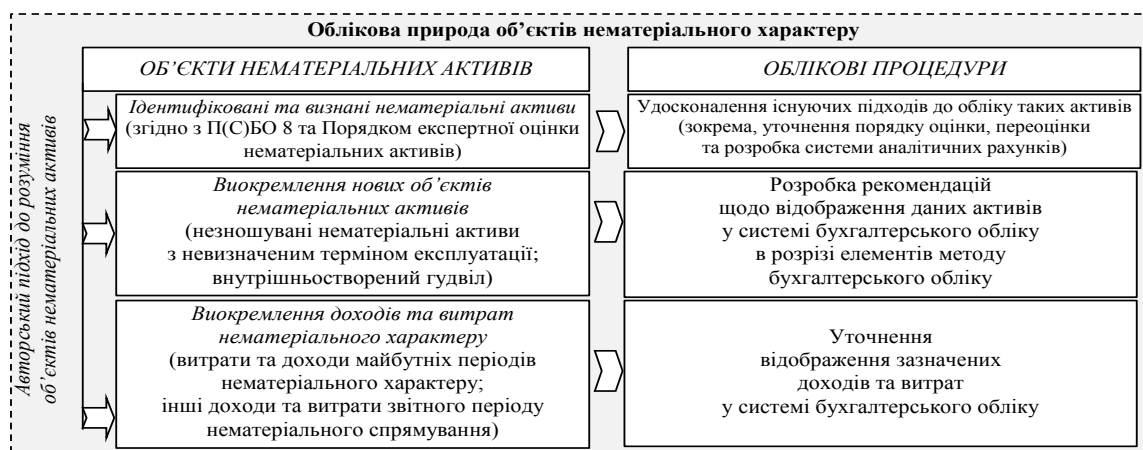 Облікова природа об’єктів нематеріального характеру
Авторський підхід до розуміння
об’єктів нематеріальних активів
ОБ’ЄКТИ НЕМАТЕРІАЛЬНИХ АКТИВІВ
ОБЛІКОВІ ПРОЦЕДУРИ
Ідентифіковані та визнані нематеріальні активи
(згідно з П(С)БО 8 та Порядком експертної оцінки
нематеріальних активів)
Удосконалення існуючих підходів до обліку таких активів
(зокрема, уточнення порядку оцінки, переоцінки
та розробка системи аналітичних рахунків)
Виокремлення нових об’єктів
нематеріальних активів
(незношувані нематеріальні активи
з невизначеним терміном експлуатації;
внутрішньостворений гудвіл)
Розробка рекомендацій
щодо відображення даних активів
у системі бухгалтерського обліку
в розрізі елементів методу
бухгалтерського обліку
Виокремлення доходів та витрат
нематеріального характеру
(витрати та доходи майбутніх періодів
нематеріального характеру;
інші доходи та витрати звітного періоду
нематеріального спрямування)
Уточнення
відображення зазначених
доходів та витрат
у системі бухгалтерського обліку